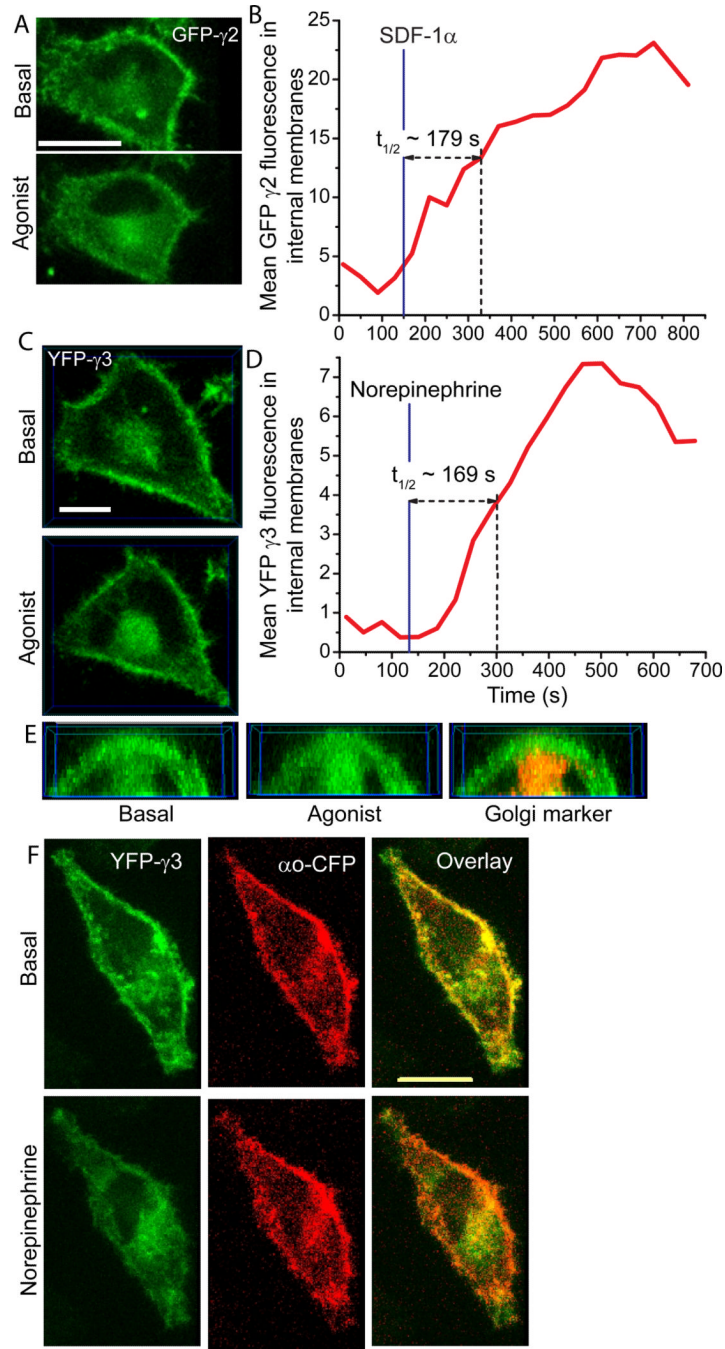 A
GFP-γ2
Basal
Agonist
B
SDF-1α
t1/2 ~ 179 s
Mean GFP γ2 fluorescence in
internal membranes
25
20
15
10
5
0
0 100 200 300 400 500 600 700 800
C
YFP-γ3
Basal
Agonist
D
Norepinephrine
t1/2 ~ 169 s
Mean YFP γ3 fluorescence in
internal membranes
7
6
5
4
3
2
1
0
0 100 200 300 400 500 600 700
Time (s)
E
Basal
Agonist
Golgi marker
F
YFP-γ3
αo-CFP
Overlay
Basal
Norepinephrine